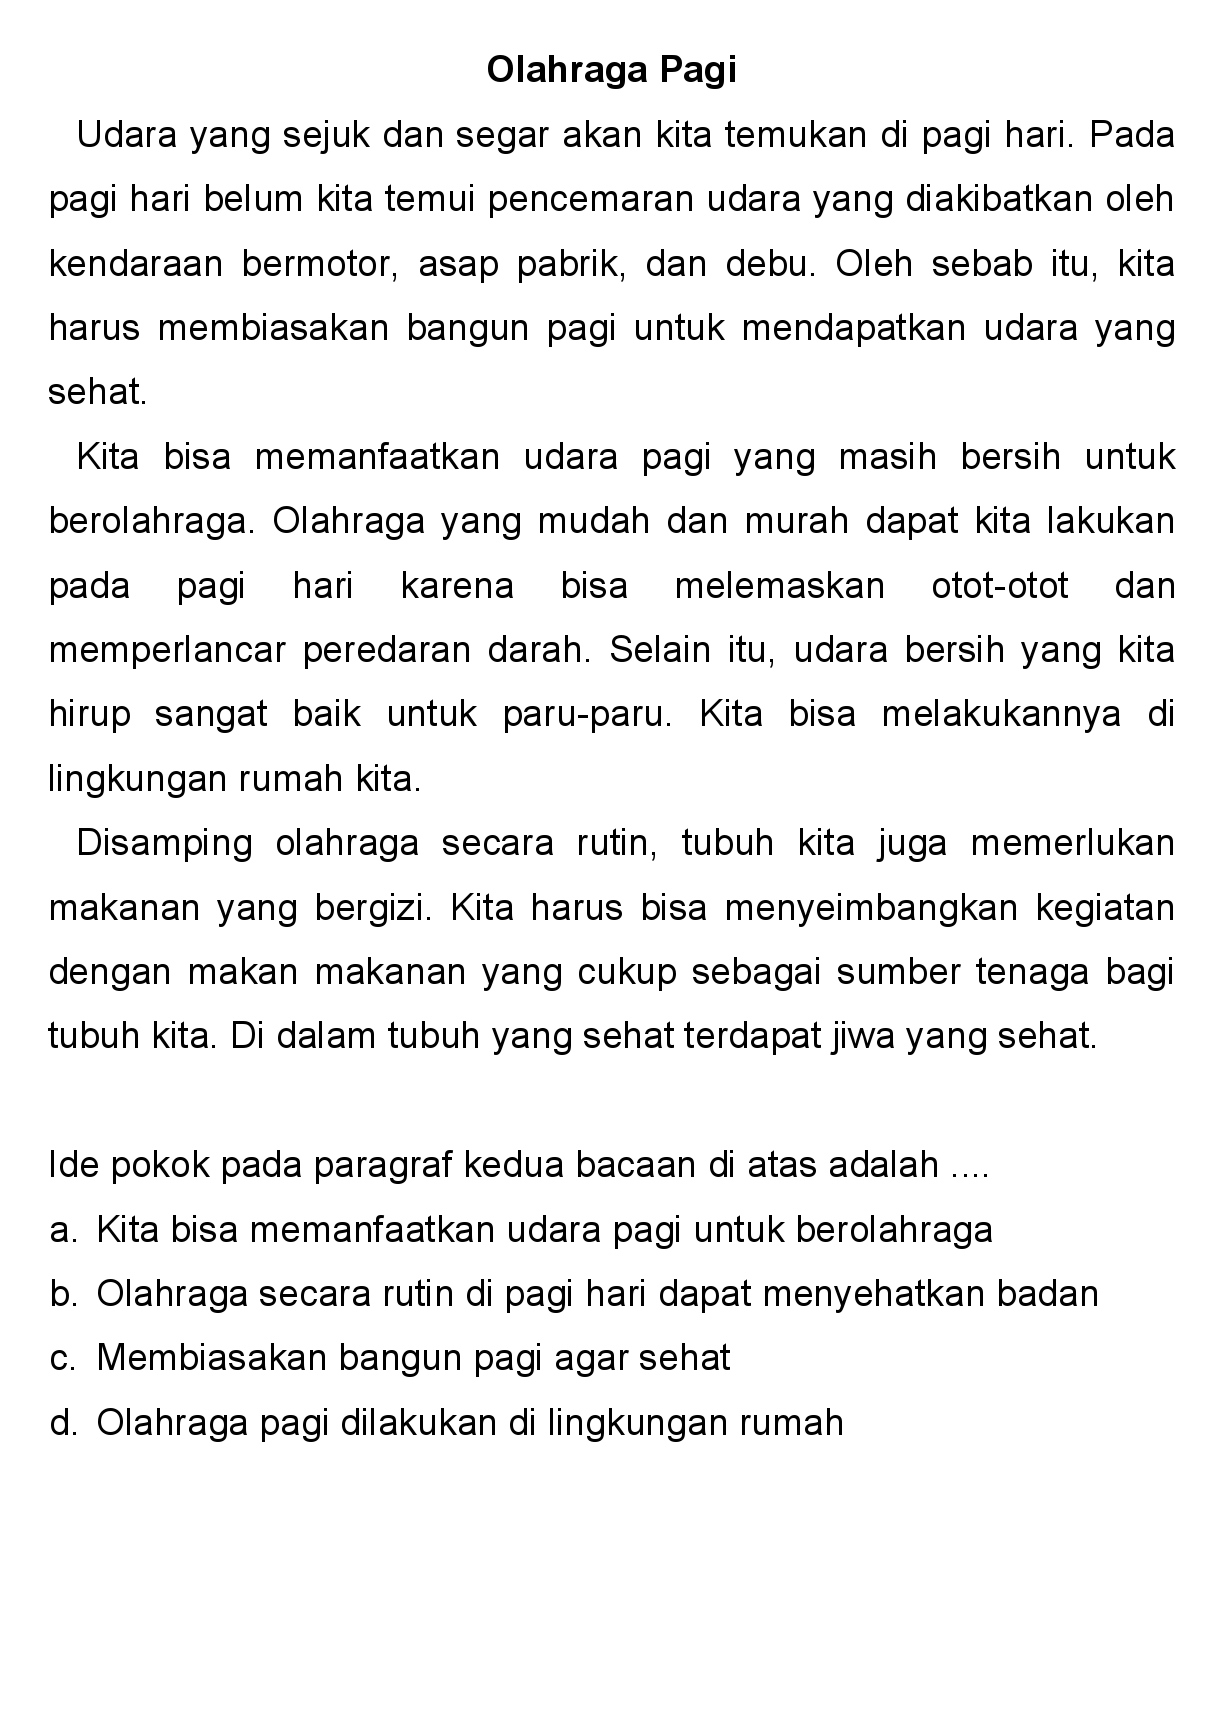 Olahraga Pagi
Udara yang sejuk dan segar akan kita temukan di pagi hari. Pada
pagi hari belum kita temui pencemaran udara yang diakibatkan oleh
kendaraan bermotor, asap pabrik, dan debu. Oleh sebab itu, kita
harus membiasakan bangun pagi untuk mendapatkan udara yang
sehat.
Kita bisa memanfaatkan udara pagi yang masih bersih untuk
berolahraga. Olahraga yang mudah dan murah dapat kita lakukan
pada pagi hari karena bisa melemaskan otot-otot dan
memperlancar peredaran darah. Selain itu, udara bersih yang kita
hirup sangat baik untuk paru-paru. Kita bisa melakukannya di
lingkungan rumah kita.
Disamping olahraga secara rutin, tubuh kita juga memerlukan
makanan yang bergizi. Kita harus bisa menyeimbangkan kegiatan
dengan makan makanan yang cukup sebagai sumber tenaga bagi
tubuh kita. Di dalam tubuh yang sehat terdapat jiwa yang sehat.
Ide pokok pada paragraf kedua bacaan di atas adalah ....
a. Kita bisa memanfaatkan udara pagi untuk berolahraga
b. Olahraga secara rutin di pagi hari dapat menyehatkan badan
c. Membiasakan bangun pagi agar sehat
d. Olahraga pagi dilakukan di lingkungan rumah